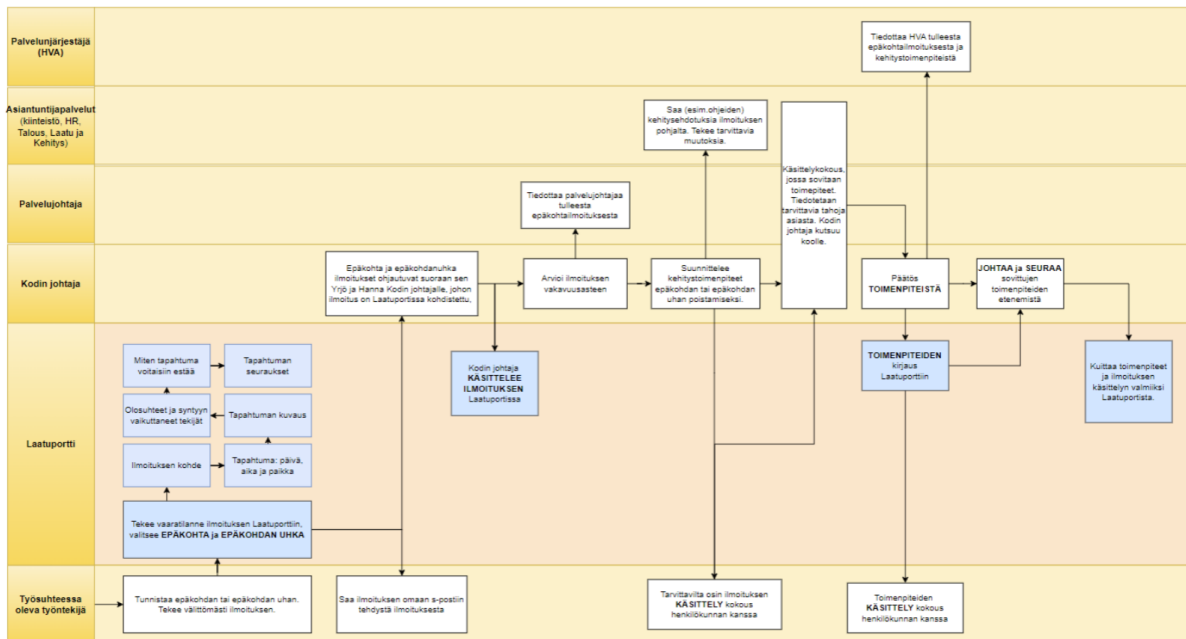 Palvelunjärjestäjä
(HVA)
Tiedottaa HVA tulleesta
epäkohtailmoituksesta ja
kehitystoimenpiteistä
Asiantuntijapalvelut
(kiinteistö, HR,
Talous, Laatu ja
Kehitys)
Saa (esim.ohjeiden)
kehitysehdotuksia ilmoituksen
pohjalta. Tekee tarvittavia
muutoksia.
Käsittelykokous,
jossa sovitaan
toimepiteet.
Tiedotetaan
tarvittavia tahoja
asiasta. Kodin
johtaja kutsuu
koolle.
Palvelujohtaja
Tiedottaa palvelujohtajaa
tulleesta
epäkohtailmoituksesta
Kodin johtaja
Epäkohta ja epäkohdanuhka
ilmoitukset ohjautuvat suoraan sen
Yrjö ja Hanna Kodin johtajalle, johon
ilmoitus on Laatuportissa kohdistettu,
Arvioi ilmoituksen
vakavuusasteen
Suunnittelee
kehitystoimenpiteet
epäkohdan tai epäkohdan
uhan poistamiseksi.
Päätös
TOIMENPITEISTÄ
JOHTAA ja SEURAA
sovittujen
toimenpiteiden
etenemistä
Laatuportti
Miten tapahtuma
voitaisiin estää
Tapahtuman
seuraukset
Olosuhteet ja syntyyn
vaikuttaneet tekijät
Tapahtuman kuvaus
Ilmoituksen kohde
Tapahtuma: päivä,
aika ja paikka
Tekee vaaratilanne ilmoituksen Laatuporttiin,
valitsee EPÄKOHTA ja EPÄKOHDAN UHKA
Kodin johtaja
KÄSITTELEE
ILMOITUKSEN
Laatuportissa
TOIMENPITEIDEN
kirjaus
Laatuporttiin
Kuittaa toimenpiteet
ja ilmoituksen
käsittelyn valmiiksi
Laatuportista.
Työsuhteessa
oleva työntekijä
Tunnistaa epäkohdan tai epäkohdan uhan.
Tekee välittömästi ilmoituksen.
Saa ilmoituksen omaan s-postiin
tehdystä ilmoituksesta
Tarvittavilta osin ilmoituksen
KÄSITTELY kokous
henkilökunnan kanssa
Toimenpiteiden
KÄSITTELY kokous
henkilökunnan kanssa